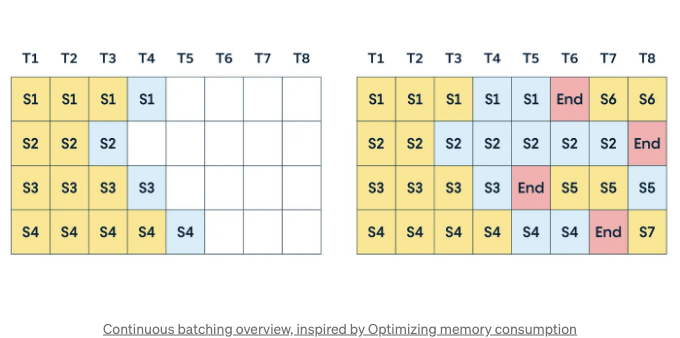 T1 T2 T3 T4 T5 T6 T7 T8
S1 S1 S1 S1
S2 S2 S2
S3 S3 S3 S3
S4 S4 S4 S4 S4
T1 T2 T3 T4 T5 T6 T7 T8
S1 S1 S1 S1 S1 End S6 S6
S2 S2 S2 S2 S2 S2 S2 End
S3 S3 S3 S3 End S5 S5 S5
S4 S4 S4 S4 S4 S4 End S7
Continuous batching overview, inspired by Optimizing memory consumption